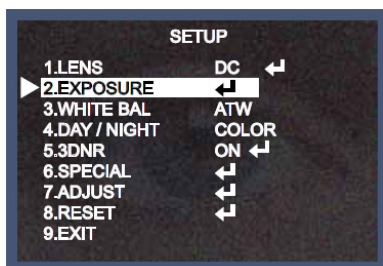 SETUP
1.LENS DC ↵
2.EXPOSURE ↵
3.WHITE BAL ATW
4.DAY / NIGHT COLOR
5.3DNR ON ↵
6.SPECIAL ↵
7.ADJUST ↵
8.RESET ↵
9.EXIT